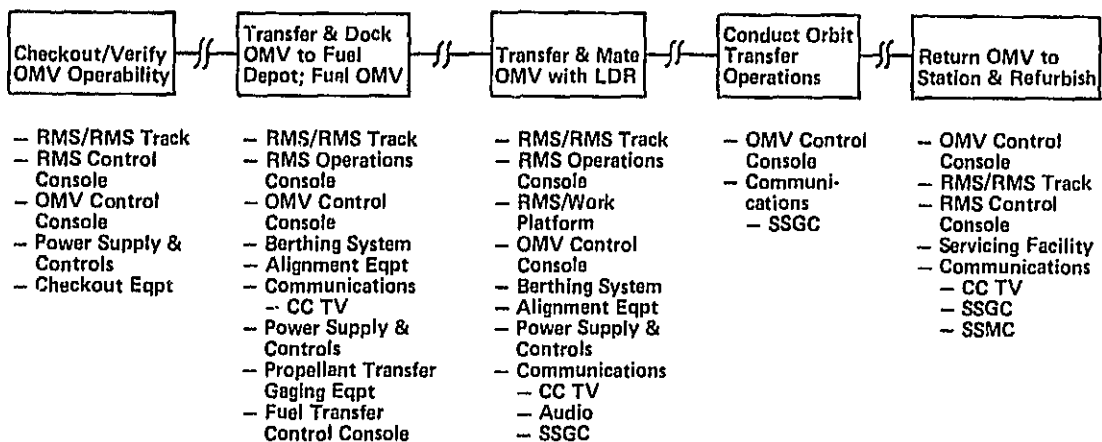 Checkout/Verify
OMV Operability
Transfer & Dock
OMV to Fuel
Depot; Fuel OMV
Transfer & Mate
OMV with LDR
Conduct Orbit
Transfer
Operations
Return OMV to
Station & Refurbish
– RMS/RMS Track
– RMS Control
Console
– OMV Control
Console
– Power Supply &
Controls
– Checkout Eqpt
– RMS/RMS Track
– RMS Operations
Console
– OMV Control
Console
– Berthing System
– Alignment Eqpt
– Communications
– CC TV
– Power Supply &
Controls
– Propellant Transfer
Gaging Eqpt
– Fuel Transfer
Control Console
– RMS/RMS Track
– RMS Operations
Console
– RMS/Work
Platform
– OMV Control
Console
– Berthing System
– Alignment Eqpt
– Power Supply &
Controls
– Communications
– CC TV
– Audio
– SSGC
– OMV Control
Console
– Communi-
cations
– SSGC
– OMV Control
Console
– RMS/RMS Track
– RMS Control
Console
– Servicing Facility
– Communications
– CC TV
– SSGC
– SSMC